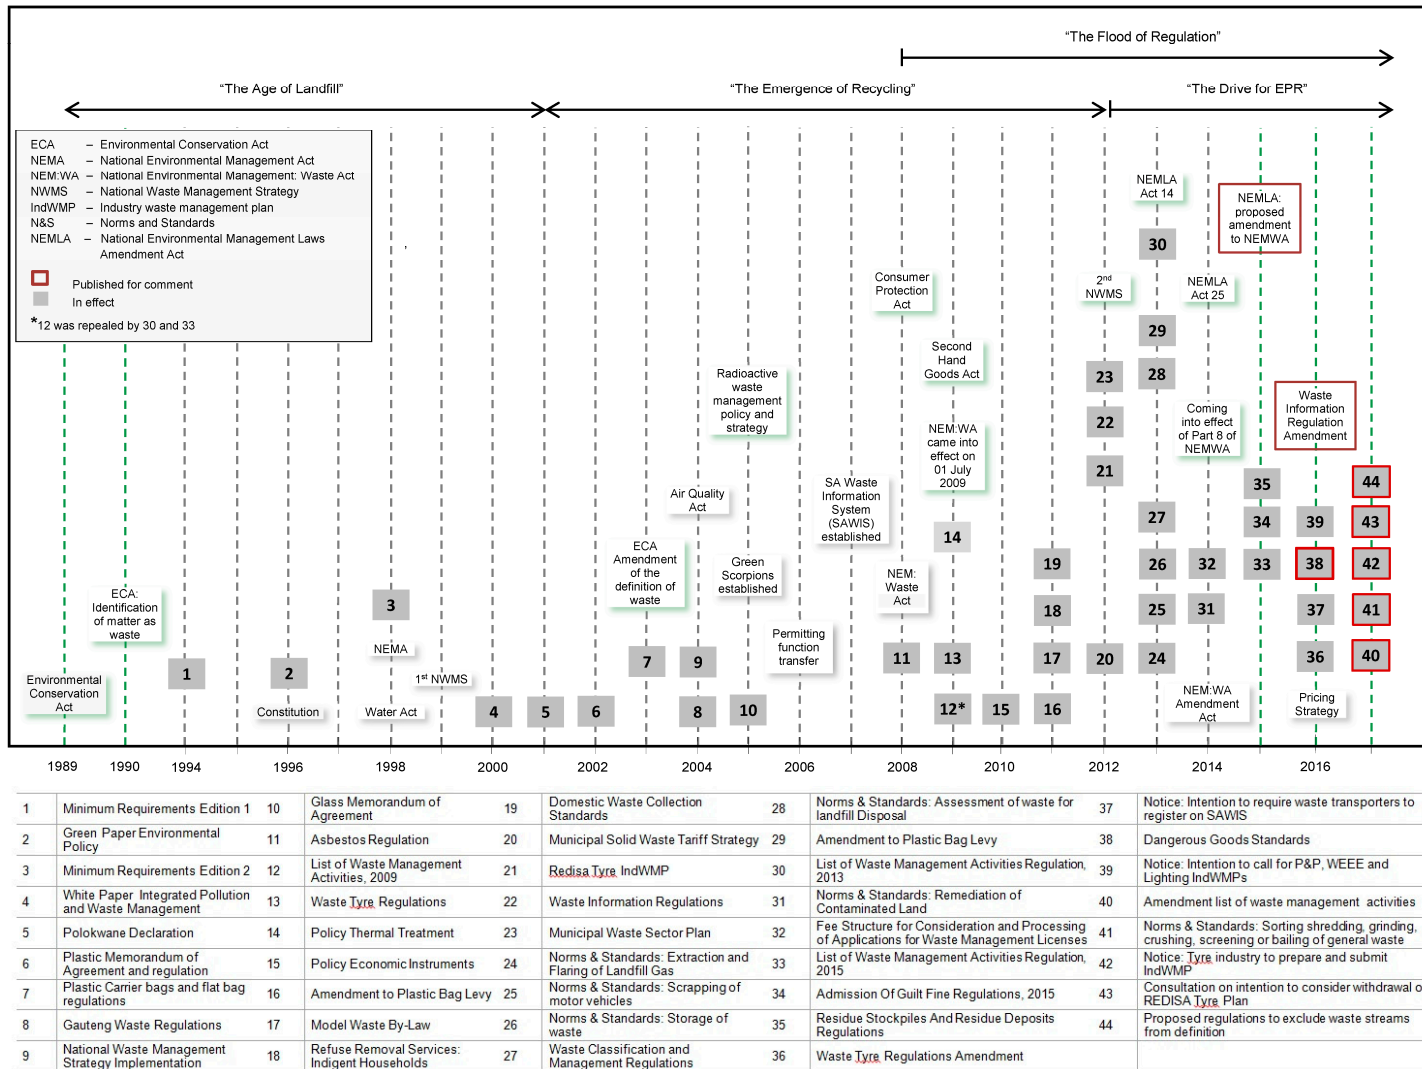 “The Flood of Regulation”
“The Age of Landfill”
“The Emergence of Recycling”
“The Drive for EPR”
ECA – Environmental Conservation Act
NEMA – National Environmental Management Act
NEM:WA – National Environmental Management: Waste Act
NWMS – National Waste Management Strategy
IndWMP – Industry waste management plan
N&S – Norms and Standards
NEMLA – National Environmental Management Laws
Amendment Act
Published for comment
In effect
*12 was repealed by 30 and 33
Environmental
Conservation
Act
ECA:
Identification
of matter as
waste
1
2
Constitution
3
NEMA
Water Act
1st NWMS
4
5
6
ECA
Amendment
of the
definition of
waste
7
Air Quality
Act
9
8
Radioactive
waste
management
policy and
strategy
Green
Scorpions
established
10
Permitting
function
transfer
SA Waste
Information
System
(SAWIS)
established
Consumer
Protection
Act
NEM:
Waste
Act
11
Second
Hand
Goods Act
NEM:WA
came into
effect on
01 July
2009
14
13
12*
15
19
18
17
16
2nd
NWMS
23
22
21
20
NEMLA
Act 14
30
29
28
27
26
25
24
NEMLA
Act 25
Coming
into effect
of Part 8 of
NEMWA
32
31
NEM:WA
Amendment
Act
NEMLA:
proposed
amendment
to NEMWA
35
34
33
Waste
Information
Regulation
Amendment
39
38
37
36
Pricing
Strategy
44
43
42
41
40
1989 1990 1994 1996 1998 2000 2002 2004 2006 2008 2010 2012 2014 2016
1 Minimum Requirements Edition 1
2 Green Paper Environmental
Policy
3 Minimum Requirements Edition 2
4 White Paper Integrated Pollution
and Waste Management
5 Polokwane Declaration
6 Plastic Memorandum of
Agreement and regulation
7 Plastic Carrier bags and flat bag
regulations
8 Gauteng Waste Regulations
9 National Waste Management
Strategy Implementation
10 Glass Memorandum of
Agreement
11 Asbestos Regulation
12 List of Waste Management
Activities, 2009
13 Waste Tyre Regulations
14 Policy Thermal Treatment
15 Policy Economic Instruments
16 Amendment to Plastic Bag Levy
17 Model Waste By-Law
18 Refuse Removal Services:
Indigent Households
19 Domestic Waste Collection
Standards
20 Municipal Solid Waste Tariff Strategy
21 Redisa Tyre IndWMP
22 Waste Information Regulations
23 Municipal Waste Sector Plan
24 Norms & Standards: Extraction and
Flaring of Landfill Gas
25 Norms & Standards: Scrapping of
motor vehicles
26 Norms & Standards: Storage of
waste
27 Waste Classification and
Management Regulations
28 Norms & Standards: Assessment of waste for
landfill Disposal
29 Amendment to Plastic Bag Levy
30 List of Waste Management Activities Regulation,
2013
31 Norms & Standards: Remediation of
Contaminated Land
32 Fee Structure for Consideration and Processing
of Applications for Waste Management Licenses
33 List of Waste Management Activities Regulation,
2015
34 Admission Of Guilt Fine Regulations, 2015
35 Residue Stockpiles And Residue Deposits
Regulations
36 Waste Tyre Regulations Amendment
37 Notice: Intention to require waste transporters to
register on SAWIS
38 Dangerous Goods Standards
39 Notice: Intention to call for P&P, WEEE and
Lighting IndWMPs
40 Amendment list of waste management activities
41 Norms & Standards: Sorting shredding, grinding,
crushing, screening or bailing of general waste
42 Notice: Tyre industry to prepare and submit
IndWMP
43 Consultation on intention to consider withdrawal o
REDISA Tyre Plan
44 Proposed regulations to exclude waste streams
from definition